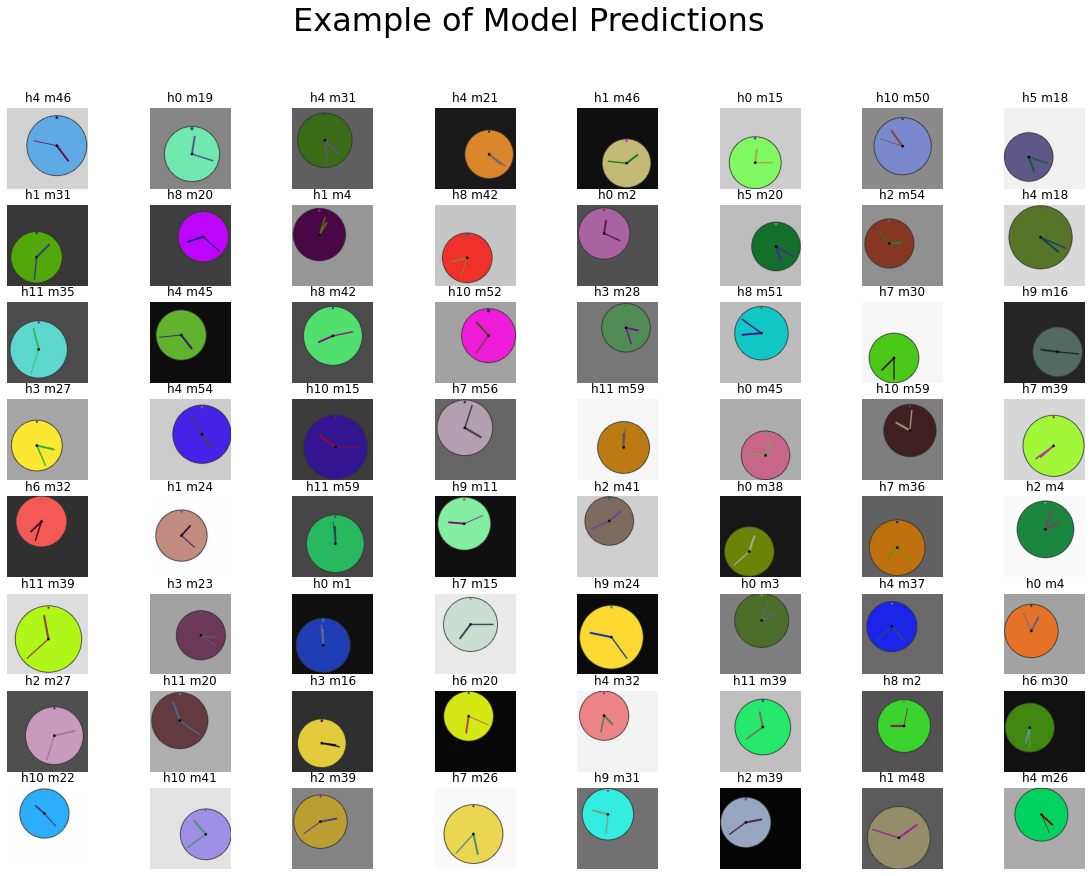 Example of Model Predictions
h4 m46 h0 m19 h4 m31 h4 m21 h1 m46 h0 m15 h10 m50 h5 m18
h1 m31 h8 m20 h1 m4 h8 m42 h0 m2 h5 m20 h2 m54 h4 m18
h11 m35 h4 m45 h8 m42 h10 m52 h3 m28 h8 m51 h7 m30 h9 m16
h3 m27 h4 m54 h10 m15 h7 m56 h11 m59 h0 m45 h10 m59 h7 m39
h6 m32 h1 m24 h11 m59 h9 m11 h2 m41 h0 m38 h7 m36 h2 m4
h11 m39 h3 m23 h0 m1 h7 m15 h9 m24 h0 m3 h4 m37 h0 m4
h2 m27 h11 m20 h3 m16 h6 m20 h4 m32 h11 m39 h8 m2 h6 m30
h10 m22 h10 m41 h2 m39 h7 m26 h9 m31 h2 m39 h1 m48 h4 m26